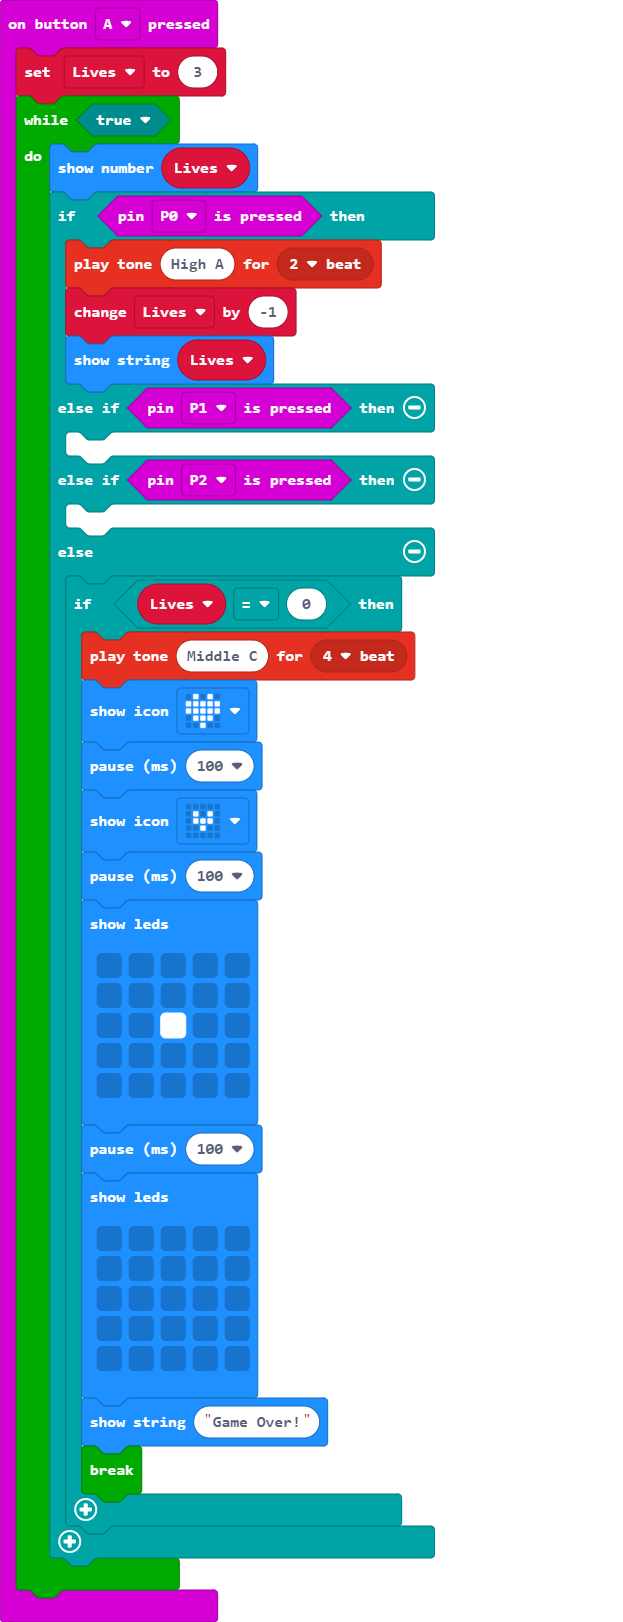 on button A pressed
set Lives to 3
while true
do
show number Lives
if pin P0 is pressed then
play tone High A for 2 beat
change Lives by -1
show string Lives
else if pin P1 is pressed then
else if pin P2 is pressed then
else
if Lives = 0 then
play tone Middle C for 4 beat
show icon
pause (ms) 100
show icon
pause (ms) 100
show leds
pause (ms) 100
show leds
show string "Game Over!"
break